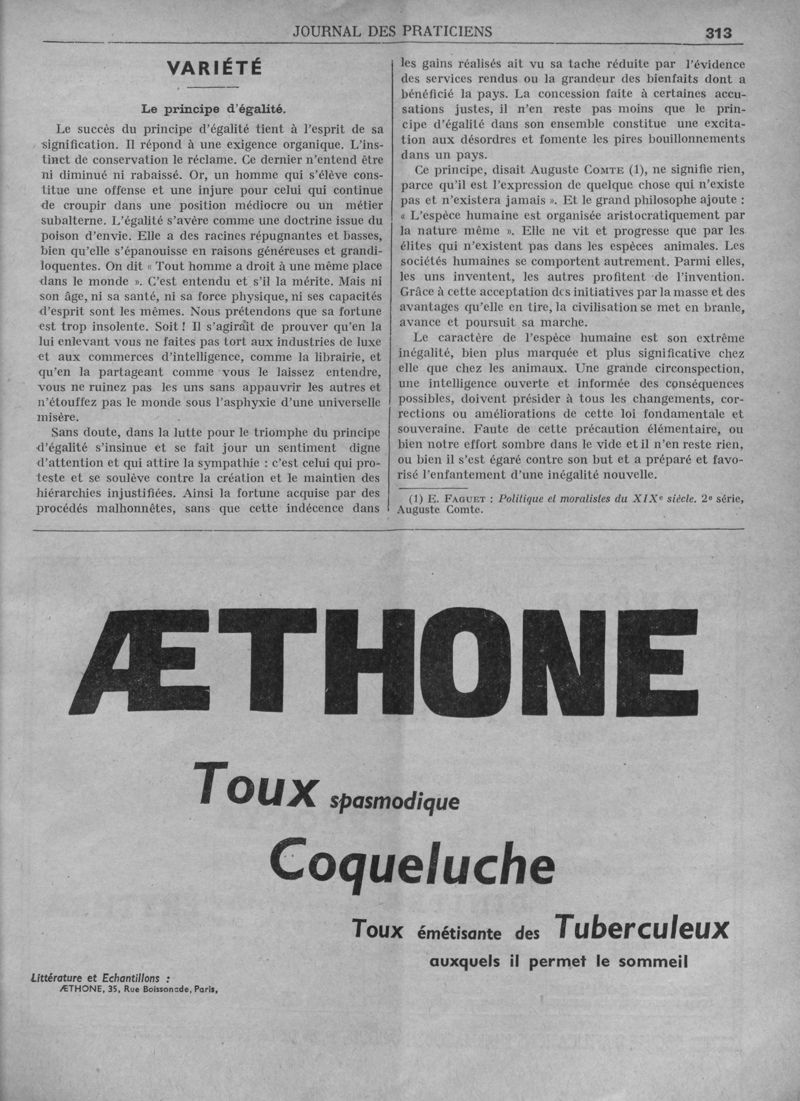 JOURNAL DES PRATICIENS
313
VARIÉTÉ
Le principe d'égalité.
Le succès du principe d'égalité tient à l'esprit de sa
signification. Il répond à une exigence organique. L'ins-
tinct de conservation le réclame. Ce dernier n'entend être
ni diminué ni rabaissé. Or, un homme qui s'élève cons-
titue une offense et une injure pour celui qui continue
de croupir dans une position médiocre ou un métier
subalterne. L'égalité s'avère comme une doctrine issue du
poison d'envie. Elle a des racines répugnantes et basses,
bien qu'elle s'épanouisse en raisons généreuses et grandi-
loquentes. On dit « Tout homme a droit à une même place
dans le monde ». C'est entendu et s'il la mérite. Mais ni
son âge, ni sa santé, ni sa force physique, ni ses capacités
d'esprit sont les mêmes. Nous prétendons que sa fortune
est trop insolente. Soit ! Il s'agirait de prouver qu'en la
lui enlevant vous ne faites pas tort aux industries de luxe
et aux commerces d'intelligence, comme la librairie, et
qu'en la partageant comme vous le laissez entendre,
vous ne ruinez pas les uns sans appauvrir les autres et
n'étouffez pas le monde sous l'asphyxie d'une universelle
misère.
Sans doute, dans la lutte pour le triomphe du principe
d'égalité s'insinue et se fait jour un sentiment digne
d'attention et qui attire la sympathie : c'est celui qui pro-
teste et se soulève contre la création et le maintien des
hiérarchies injustifiées. Ainsi la fortune acquise par des
procédés malhonnêtes, sans que cette indécence dans
les gains réalisés ait vu sa tache réduite par l'évidence
des services rendus ou la grandeur des bienfaits dont a
bénéficié la pays. La concession faite à certaines accu-
sations justes, il n'en reste pas moins que le prin-
cipe d'égalité dans son ensemble constitue une excita-
tion aux désordres et fomente les pires bouillonnements
dans un pays.
Ce principe, disait Auguste COMTE (1), ne signifie rien,
parce qu'il est l'expression de quelque chose qui n'existe
pas et n'existera jamais ». Et le grand philosophe ajoute :
« L'espèce humaine est organisée aristocratiquement par
la nature même ». Elle ne vit et progresse que par les
élites qui n'existent pas dans les espèces animales. Les
sociétés humaines se comportent autrement. Parmi elles,
les uns inventent, les autres profitent de l'invention.
Grâce à cette acceptation des initiatives par la masse et des
avantages qu'elle en tire, la civilisation se met en branle,
avance et poursuit sa marche.
Le caractère de l'espèce humaine est son extrême
inégalité, bien plus marquée et plus significative chez
elle que chez les animaux. Une grande circonspection,
une intelligence ouverte et informée des conséquences
possibles, doivent présider à tous les changements, cor-
rections ou améliorations de cette loi fondamentale et
souveraine. Faute de cette précaution élémentaire, ou
bien notre effort sombre dans le vide et il n'en reste rien,
ou bien il s'est égaré contre son but et a préparé et favo-
risé l'enfantement d'une inégalité nouvelle.
(1) E. FAGUET : Politique et moralistes du XIXe siècle. 2e série,
Auguste Comte.
ÆTHONE
Toux spasmodique
Coqueluche
Toux émétisante des Tuberculeux
auxquels il permet le sommeil
Littérature et Echantillons :
ÆTHONE, 35, Rue Boissonade, Paris,